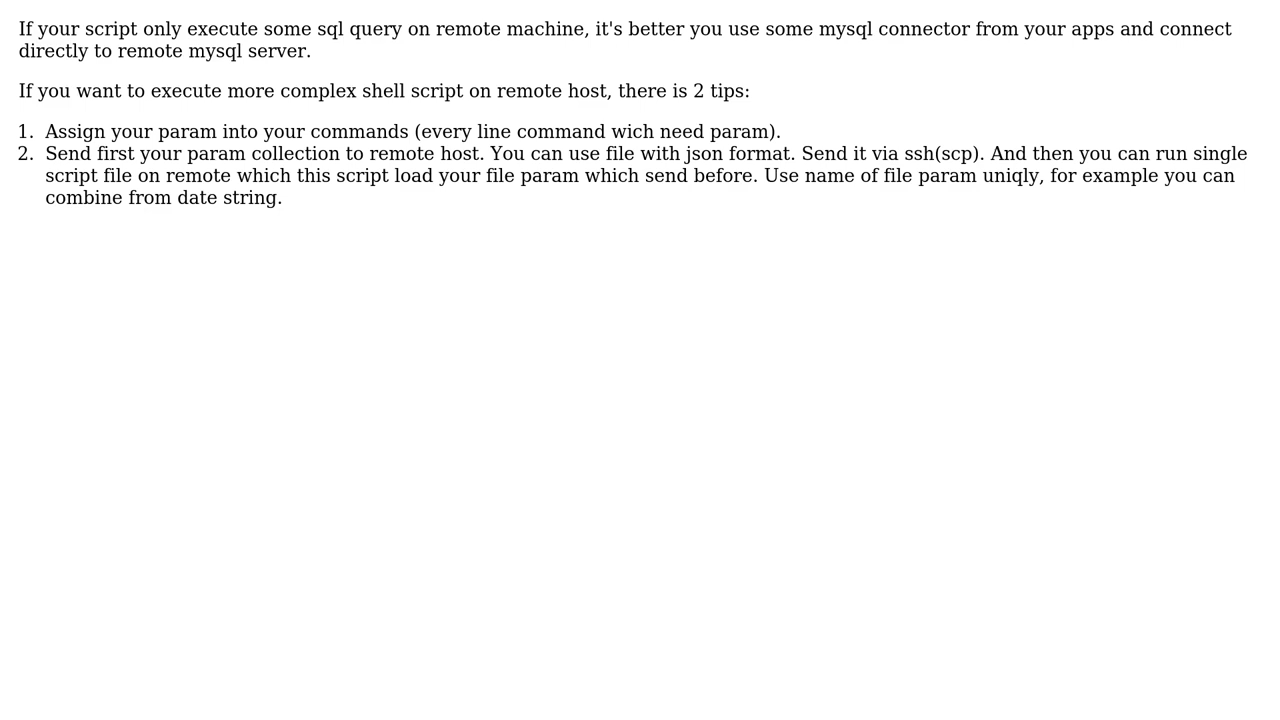 If your script only execute some sql query on remote machine, it's better you use some mysql connector from your apps and connect
directly to remote mysql server.
If you want to execute more complex shell script on remote host, there is 2 tips:
1. Assign your param into your commands (every line command wich need param).
2. Send first your param collection to remote host. You can use file with json format. Send it via ssh(scp). And then you can run single
script file on remote which this script load your file param which send before. Use name of file param uniqly, for example you can
combine from date string.